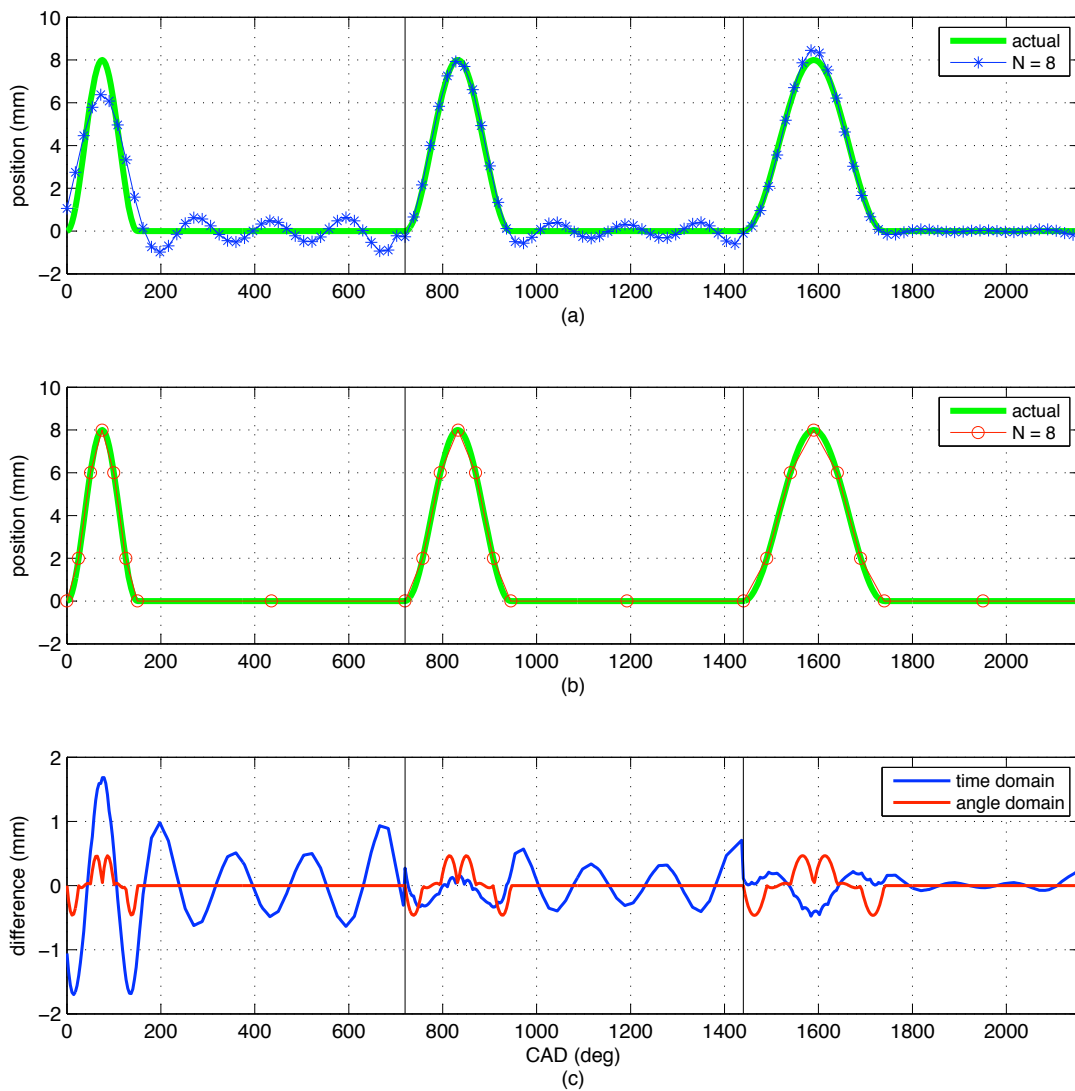 10
8
6
4
2
0
−2
position (mm)
actual
N = 8
0 200 400 600 800 1000 1200 1400 1600 1800 2000
(a)
10
8
6
4
2
0
−2
position (mm)
actual
N = 8
0 200 400 600 800 1000 1200 1400 1600 1800 2000
(b)
2
1
0
−1
−2
difference (mm)
time domain
angle domain
0 200 400 600 800 1000 1200 1400 1600 1800 2000
CAD (deg)
(c)